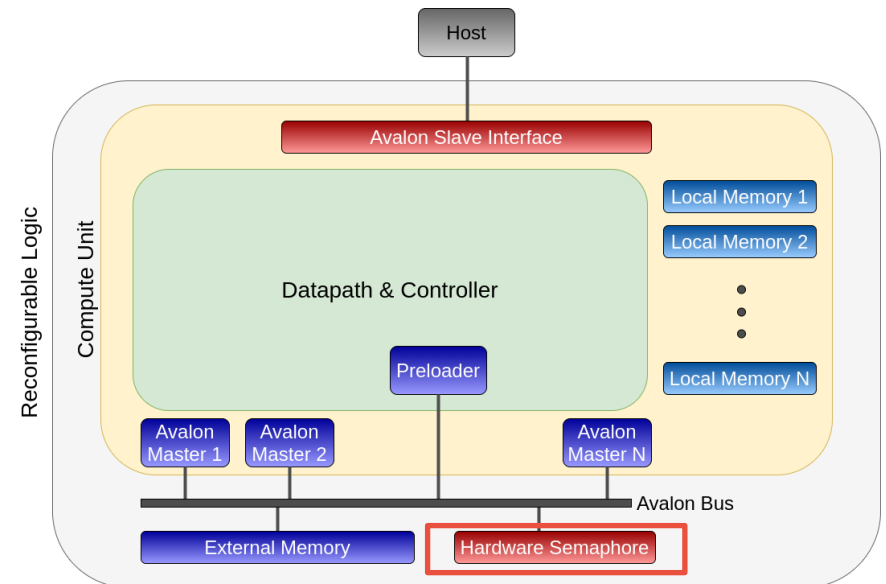 Host
Avalon Slave Interface
Reconfigurable Logic
Compute Unit
Datapath & Controller
Local Memory 1
Local Memory 2
Local Memory N
Preloader
Avalon
Master 1
Avalon
Master 2
Avalon
Master N
Avalon Bus
External Memory
Hardware Semaphore